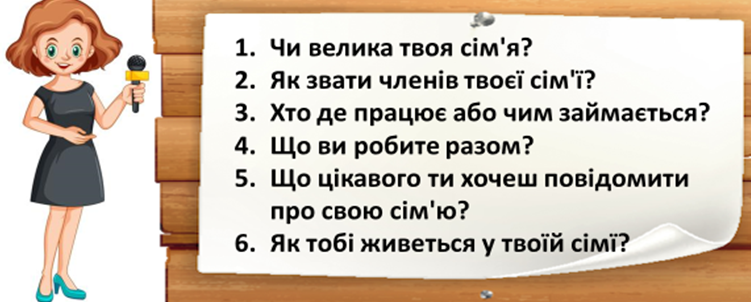 1. Чи велика твоя сім'я?
2. Як звати членів твоєї сім'ї?
3. Хто де працює або чим займається?
4. Що ви робите разом?
5. Що цікавого ти хочеш повідомити
про свою сім'ю?
6. Як тобі живеться у твоїй сімї?